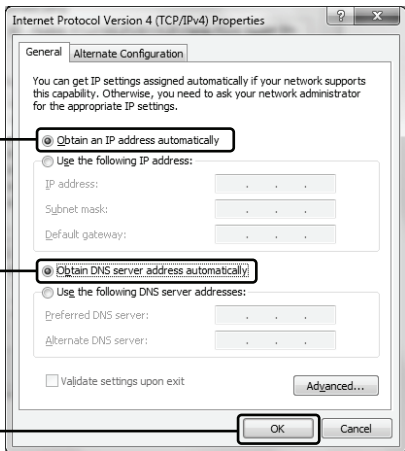 Internet Protocol Version 4 (TCP/IPv4) Properties
? X
General Alternate Configuration
You can get IP settings assigned automatically if your network supports
this capability. Otherwise, you need to ask your network administrator
for the appropriate IP settings.
Obtain an IP address automatically
Use the following IP address:
IP address:
Subnet mask:
Default gateway:
Obtain DNS server address automatically
Use the following DNS server addresses:
Preferred DNS server:
Alternate DNS server:
Validate settings upon exit
Advanced...
OK Cancel